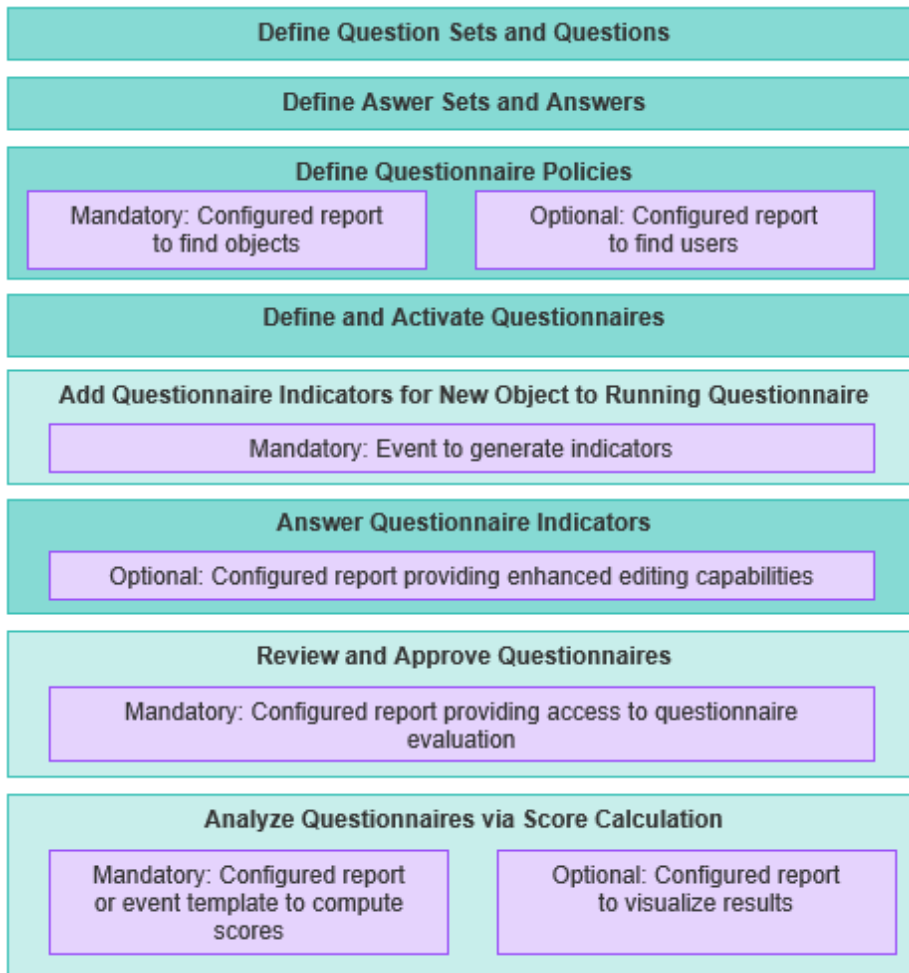 Define Question Sets and Questions
Define Aswer Sets and Answers
Define Questionnaire Policies
Mandatory: Configured report
to find objects
Optional: Configured report
to find users
Define and Activate Questionnaires
Add Questionnaire Indicators for New Object to Running Questionnaire
Mandatory: Event to generate indicators
Answer Questionnaire Indicators
Optional: Configured report providing enhanced editing capabilities
Review and Approve Questionnaires
Mandatory: Configured report providing access to questionnaire
evaluation
Analyze Questionnaires via Score Calculation
Mandatory: Configured report
or event template to compute
scores
Optional: Configured report
to visualize results